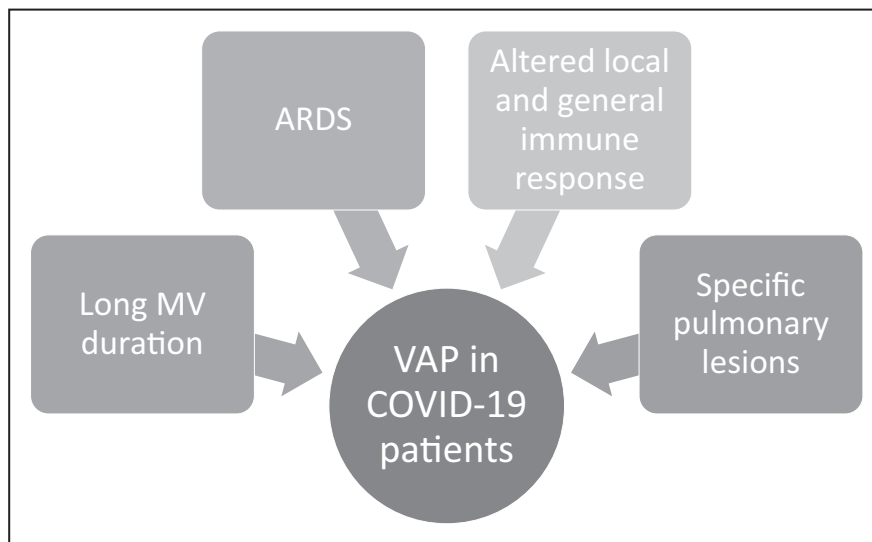 ARDS
Altered local
and general
immune
response
Long MV
duration
Specific
pulmonary
lesions
VAP in
COVID-19
patients